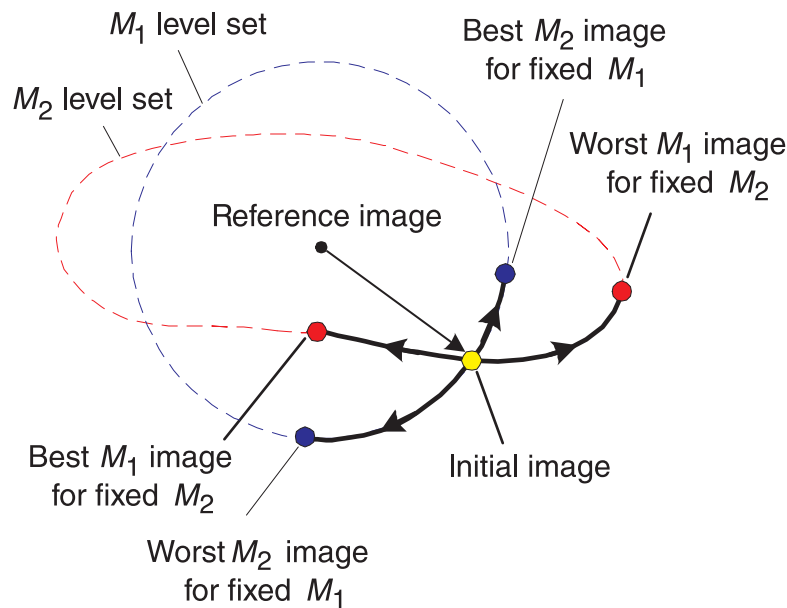 M1 level set
Best M2 image
for fixed M1
M2 level set
Worst M1 image
for fixed M2
Reference image
Best M1 image
for fixed M2
Initial image
Worst M2 image
for fixed M1